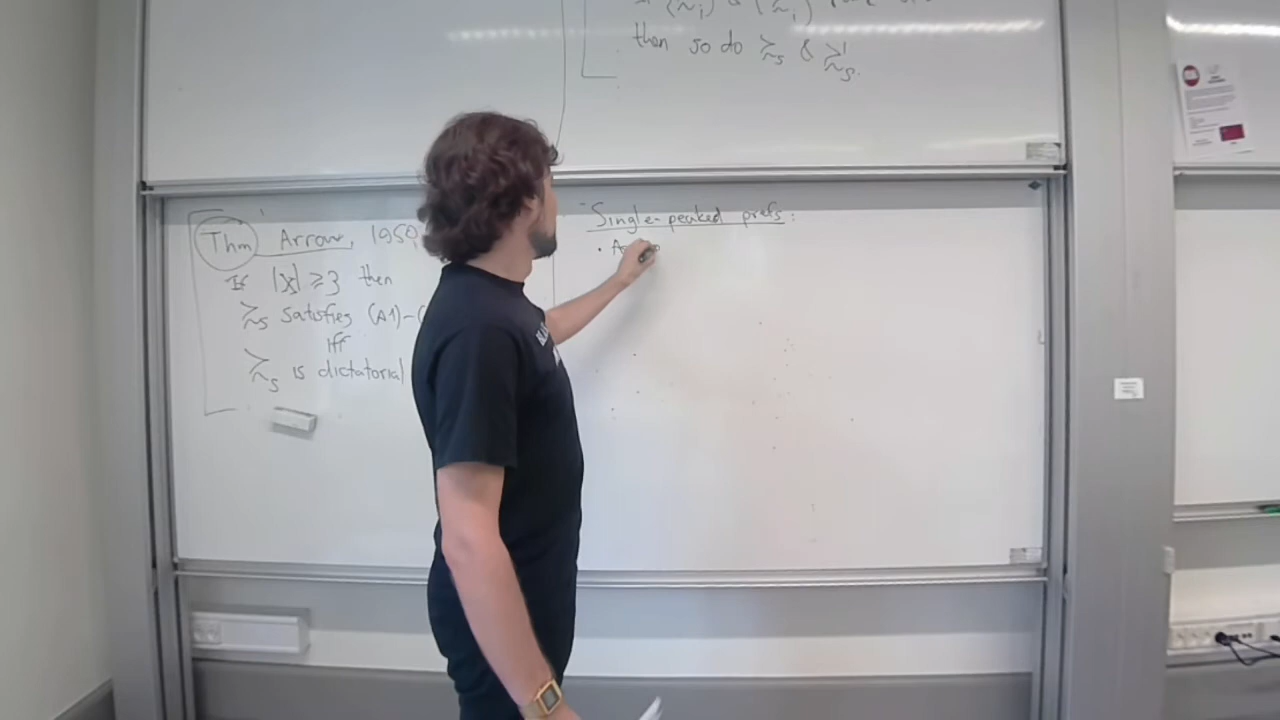 then so do ≿s & ≿'s.
Thm Arrow, 1950
If |X| ≥ 3 then
≿s satisfies (A1)-(
iff
≿s is dictatorial
Single-peaked prefs: